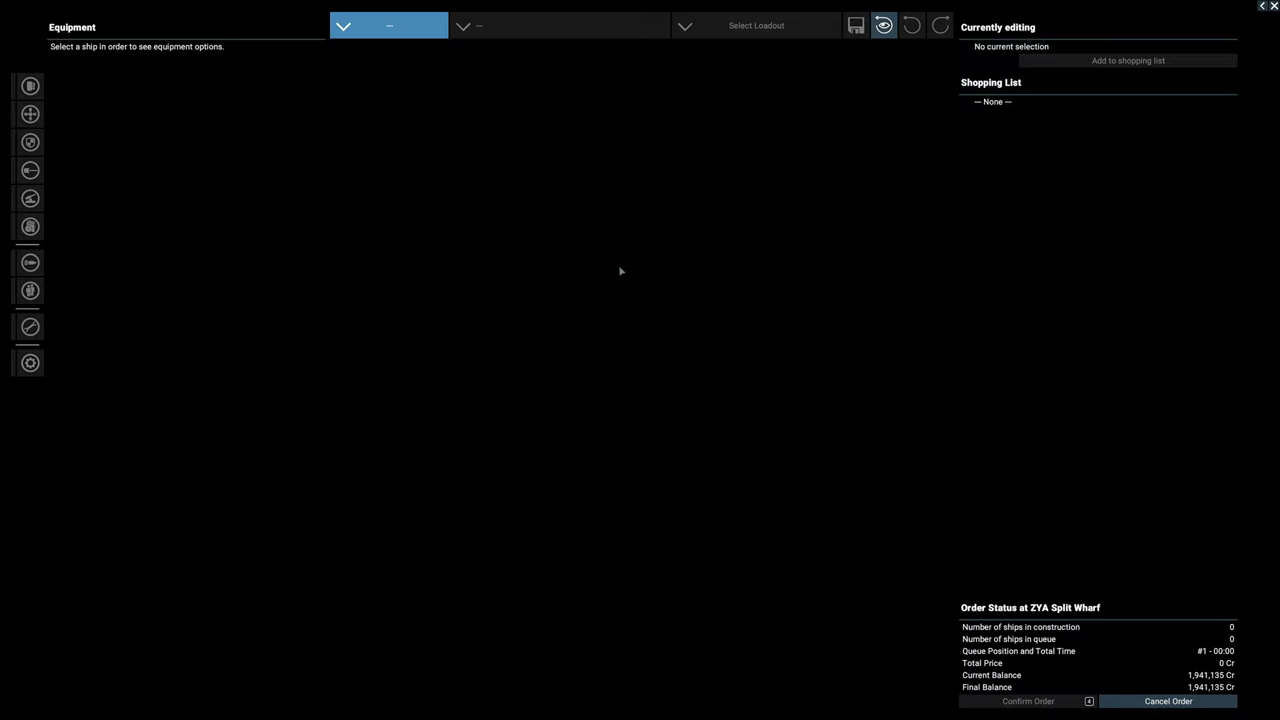 Equipment
Select a ship in order to see equipment options.
—
—
Select Loadout
Currently editing
No current selection
Add to shopping list
Shopping List
— None —
Order Status at ZYA Split Wharf
Number of ships in construction 0
Number of ships in queue 0
Queue Position and Total Time #1 - 00:00
Total Price 0 Cr
Current Balance 1,941,135 Cr
Final Balance 1,941,135 Cr
Confirm Order 4
Cancel Order